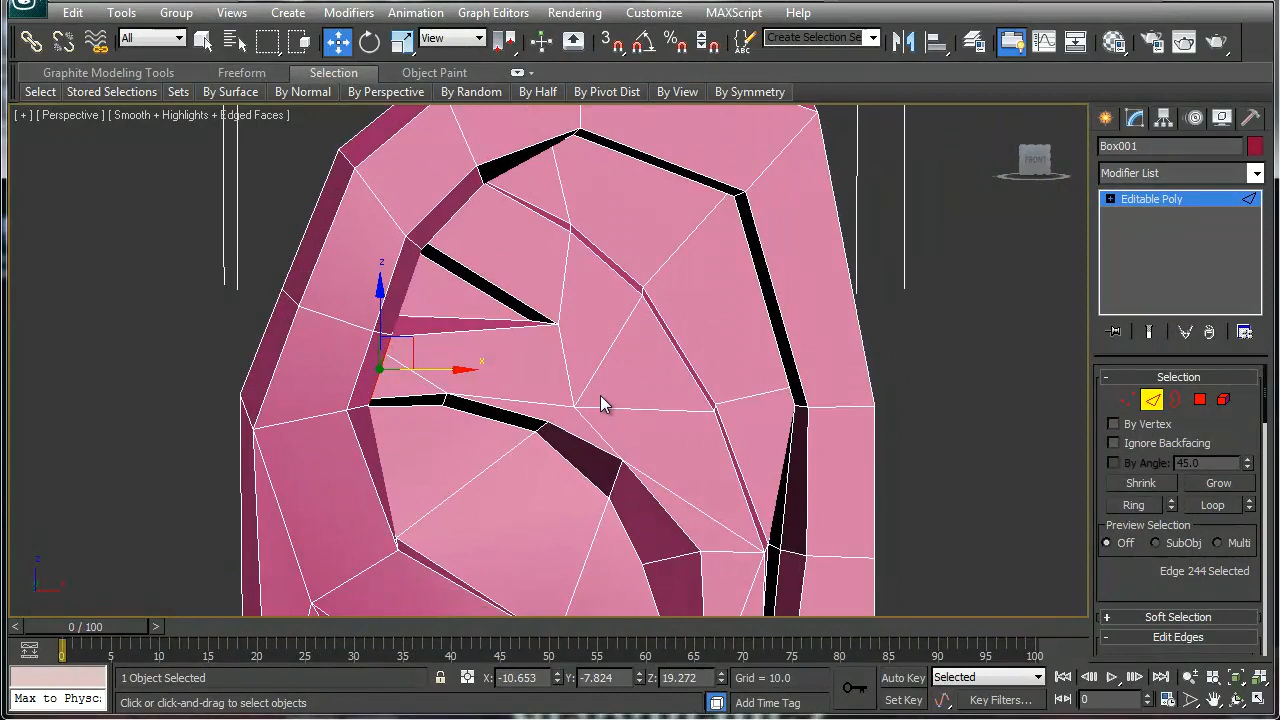 Edit Tools Group Views Create Modifiers Animation Graph Editors Rendering Customize MAXScript Help
All View 3 % Create Selection Se
Graphite Modeling Tools Freeform Selection Object Paint
Select Stored Selections Sets By Surface By Normal By Perspective By Random By Half By Pivot Dist By View By Symmetry
[ + ] [ Perspective ] [ Smooth + Highlights + Edged Faces ]
FRONT
Box001
Modifier List
Editable Poly
z
x
- Selection
By Vertex
Ignore Backfacing
By Angle: 45.0
Shrink Grow
Ring Loop
Preview Selection
Off SubObj Multi
Edge 244 Selected
+ Soft Selection
- Edit Edges
z
x
< 0 / 100 >
0 5 10 15 20 25 30 35 40 45 50 55 60 65 70 75 80 85 90 95 100
1 Object Selected X: -10.653 Y: -7.824 Z: 19.272 Grid = 10.0 Auto Key Selected
Max to Physc Click or click-and-drag to select objects Add Time Tag Set Key Key Filters... 0